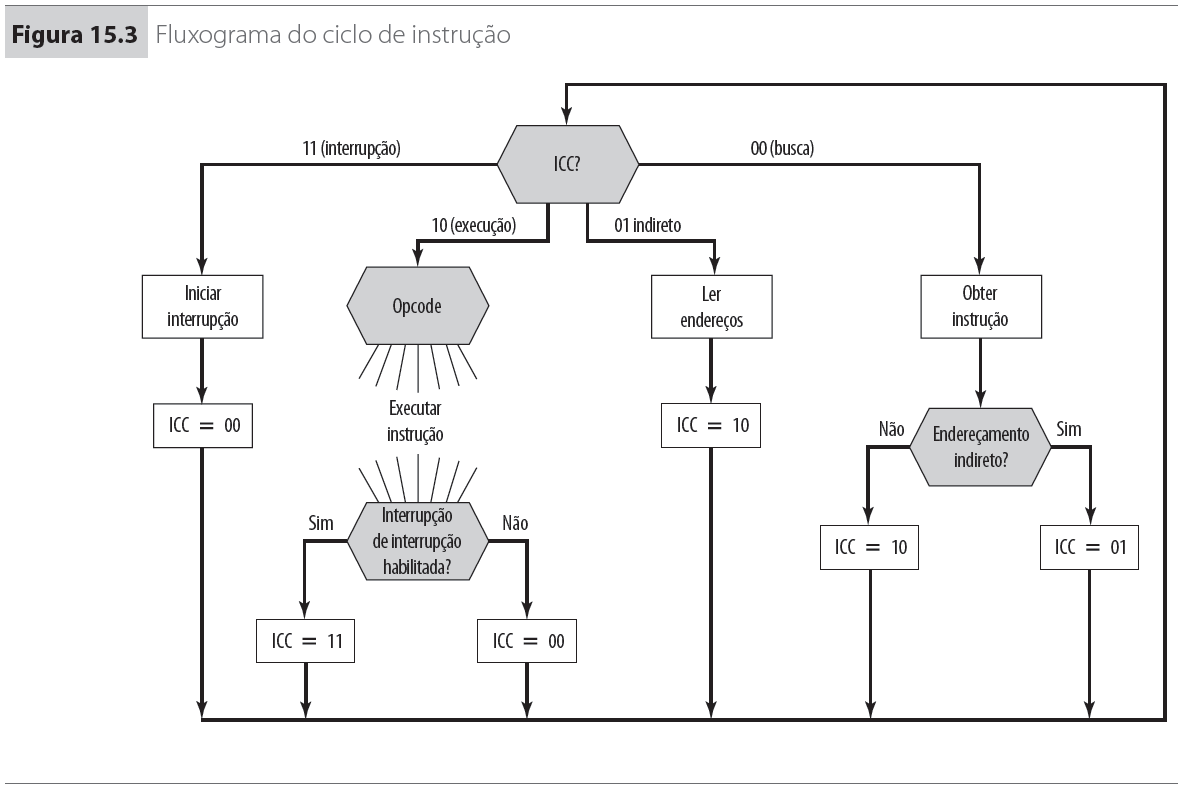 Figura 15.3 Fluxograma do ciclo de instrução
11 (interrupção)
ICC?
00 (busca)
10 (execução)
01 indireto
Iniciar
interrupção
Opcode
Ler
endereços
Obter
instrução
ICC = 00
Executar
instrução
ICC = 10
Não
Endereçamento
indireto?
Sim
Sim
Interrupção
de interrupção
habilitada?
Não
ICC = 10
ICC = 01
ICC = 11
ICC = 00